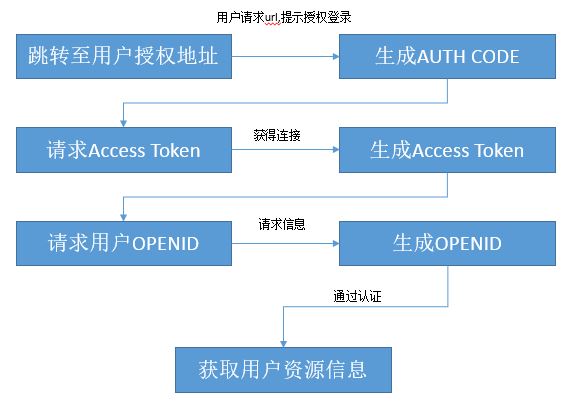 用户请求url,提示授权登录
跳转至用户授权地址
生成AUTH CODE
请求Access Token
获得连接
生成Access Token
请求用户OPENID
请求信息
生成OPENID
通过认证
获取用户资源信息